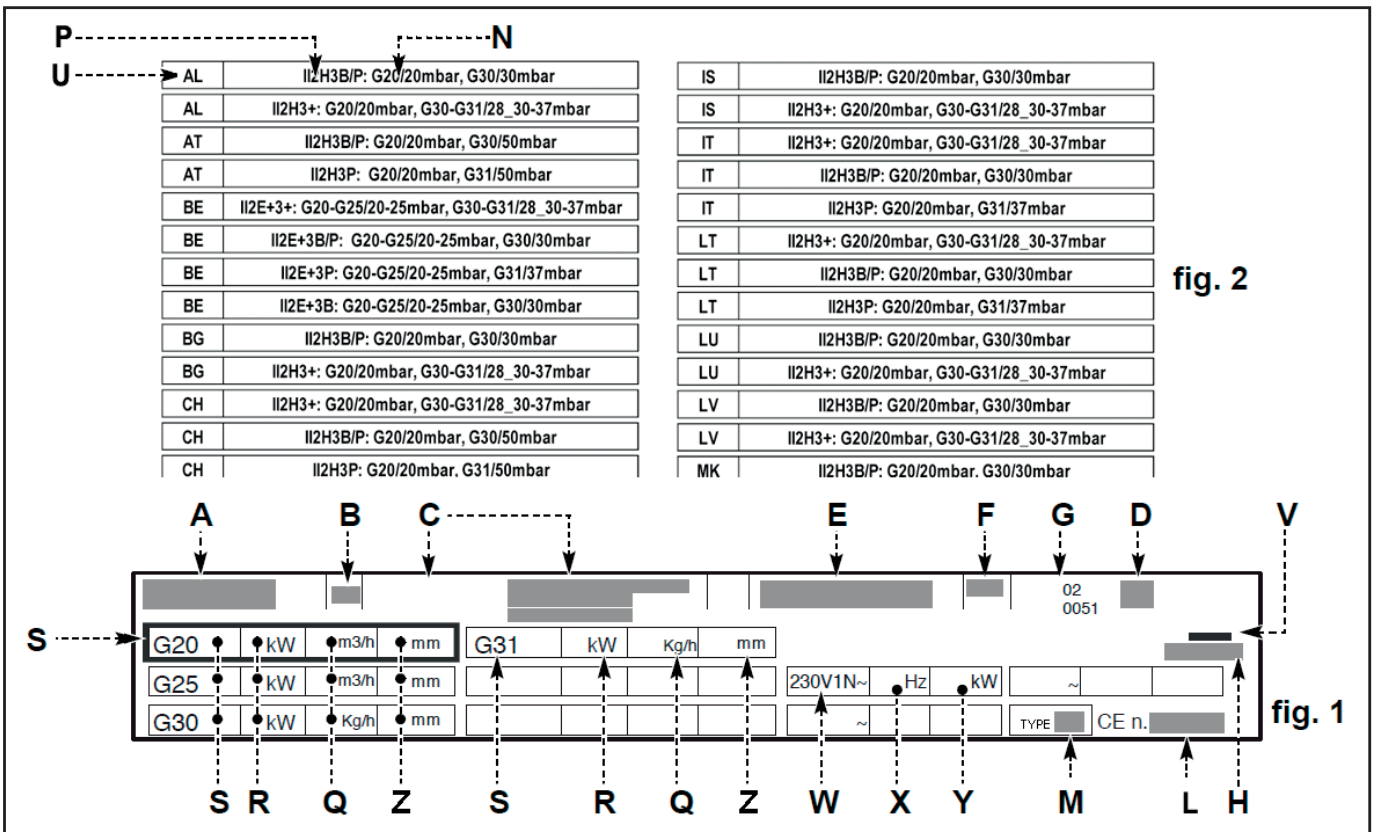 P N
U
AL II2H3B/P: G20/20mbar, G30/30mbar
AL II2H3+: G20/20mbar, G30-G31/28_30-37mbar
AT II2H3B/P: G20/20mbar, G30/50mbar
AT II2H3P: G20/20mbar, G31/50mbar
BE II2E+3+: G20-G25/20-25mbar, G30-G31/28_30-37mbar
BE II2E+3B/P: G20-G25/20-25mbar, G30/30mbar
BE II2E+3P: G20-G25/20-25mbar, G31/37mbar
BE II2E+3B: G20-G25/20-25mbar, G30/30mbar
BG II2H3B/P: G20/20mbar, G30/30mbar
BG II2H3+: G20/20mbar, G30-G31/28_30-37mbar
CH II2H3+: G20/20mbar, G30-G31/28_30-37mbar
CH II2H3B/P: G20/20mbar, G30/50mbar
CH II2H3P: G20/20mbar, G31/50mbar
IS II2H3B/P: G20/20mbar, G30/30mbar
IS II2H3+: G20/20mbar, G30-G31/28_30-37mbar
IT II2H3+: G20/20mbar, G30-G31/28_30-37mbar
IT II2H3B/P: G20/20mbar, G30/30mbar
IT II2H3P: G20/20mbar, G31/37mbar
LT II2H3+: G20/20mbar, G30-G31/28_30-37mbar
LT II2H3B/P: G20/20mbar, G30/30mbar
LT II2H3P: G20/20mbar, G31/37mbar
LU II2H3B/P: G20/20mbar, G30/30mbar
LU II2H3+: G20/20mbar, G30-G31/28_30-37mbar
LV II2H3B/P: G20/20mbar, G30/30mbar
LV II2H3+: G20/20mbar, G30-G31/28_30-37mbar
MK II2H3B/P: G20/20mbar, G30/30mbar
fig. 2
A B C E F G D V
02
0051
S G20 kW m3/h mm G31 kW Kg/h mm
G25 kW m3/h mm 230V1N~ Hz kW ~
G30 kW Kg/h mm ~ TYPE CE n.
fig. 1
S R Q Z S R Q Z W X Y M L H